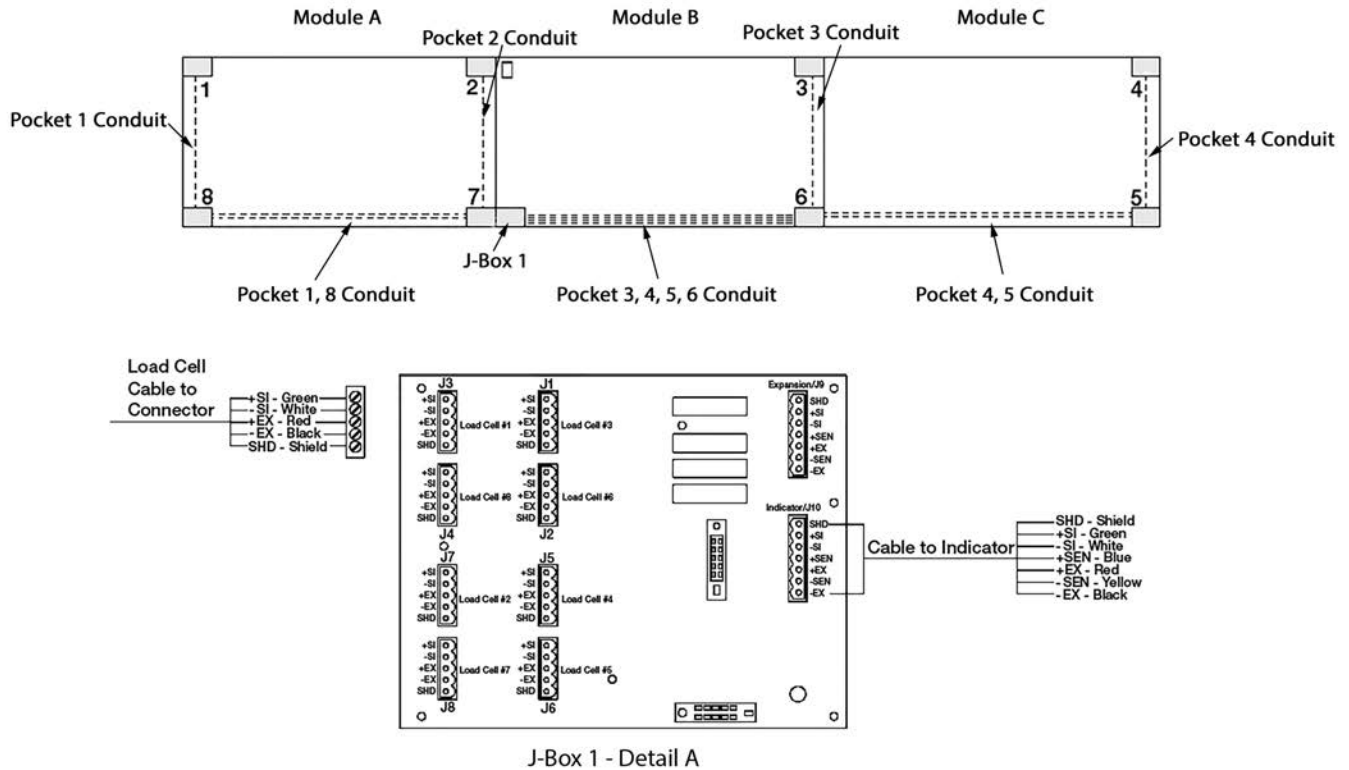 Module A
Module B
Module C
Pocket 2 Conduit
Pocket 3 Conduit
1
2
3
4
Pocket 1 Conduit
Pocket 4 Conduit
8
7
6
5
J-Box 1
Pocket 1, 8 Conduit
Pocket 3, 4, 5, 6 Conduit
Pocket 4, 5 Conduit
Load Cell
Cable to
Connector
+SI - Green
-SI - White
+EX - Red
-EX - Black
SHD - Shield
J3
+SI
-SI
+EX
-EX
SHD
Load Cell #1
J1
+SI
-SI
+EX
-EX
SHD
Load Cell #3
+SI
-SI
+EX
-EX
SHD
Load Cell #8
J4
+SI
-SI
+EX
-EX
SHD
Load Cell #6
J2
J7
+SI
-SI
+EX
-EX
SHD
Load Cell #2
J5
+SI
-SI
+EX
-EX
SHD
Load Cell #4
+SI
-SI
+EX
-EX
SHD
Load Cell #7
J8
+SI
-SI
+EX
-EX
SHD
Load Cell #5
J6
Expansion/J9
SHD
+SI
-SI
+SEN
+EX
-SEN
-EX
Indicator/J10
SHD
+SI
-SI
+SEN
+EX
-SEN
-EX
Cable to Indicator
SHD - Shield
+SI - Green
-SI - White
+SEN - Blue
+EX - Red
-SEN - Yellow
-EX - Black
J-Box 1 - Detail A